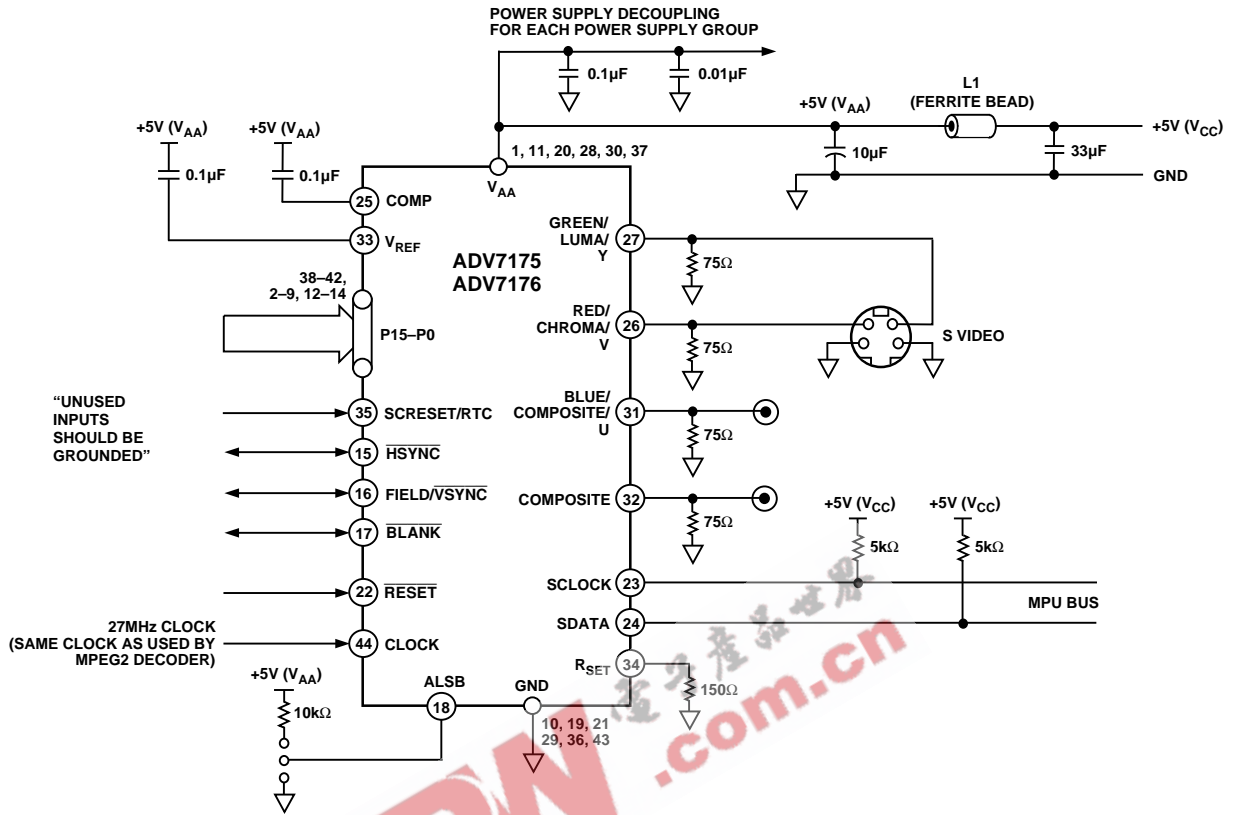 POWER SUPPLY DECOUPLING
FOR EACH POWER SUPPLY GROUP
0.1µF
0.01µF
L1
(FERRITE BEAD)
+5V (VAA)
+5V (VCC)
10µF
33µF
GND
+5V (VAA)
+5V (VAA)
0.1µF
0.1µF
1, 11, 20, 28, 30, 37
VAA
25
COMP
33
VREF
ADV7175
ADV7176
38–42,
2–9, 12–14
P15–P0
GREEN/
LUMA/
Y
27
75Ω
RED/
CHROMA/
V
26
75Ω
S VIDEO
"UNUSED
INPUTS
SHOULD BE
GROUNDED"
35
SCRESET/RTC
BLUE/
COMPOSITE/
U
31
75Ω
15
HSYNC
16
FIELD/VSYNC
COMPOSITE
32
75Ω
17
BLANK
+5V (VCC)
+5V (VCC)
5kΩ
5kΩ
22
RESET
SCLOCK
23
MPU BUS
SDATA
24
27MHz CLOCK
(SAME CLOCK AS USED BY
MPEG2 DECODER)
44
CLOCK
RSET
34
150Ω
+5V (VAA)
10kΩ
ALSB
18
GND
10, 19, 21
29, 36, 43
電子產品世界
.com.cn